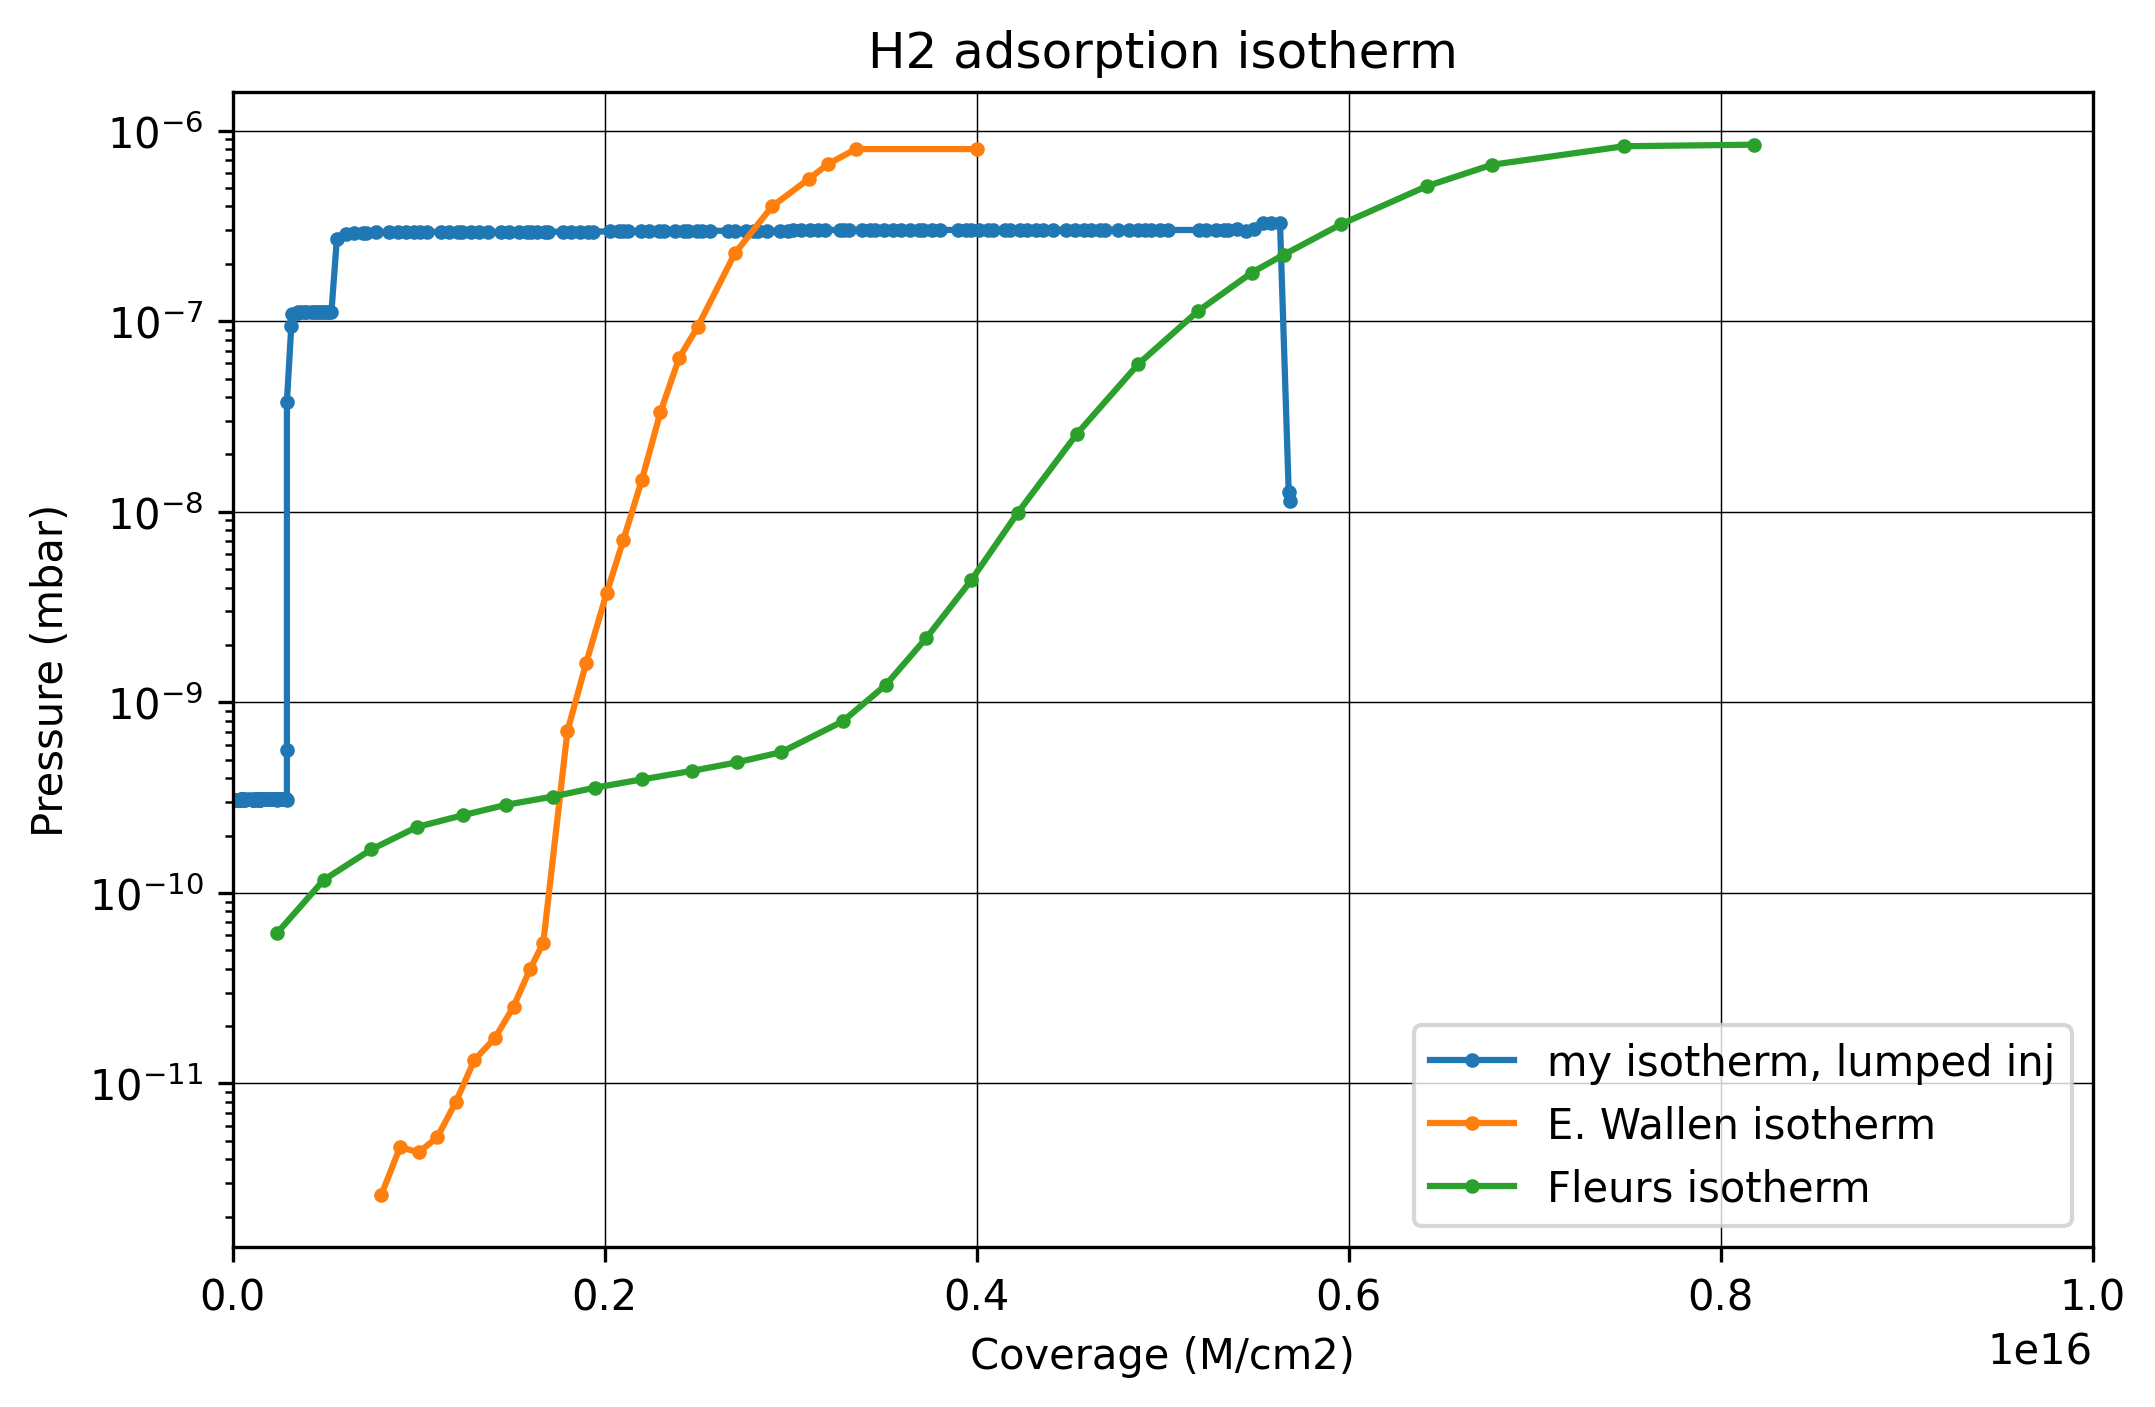 H2 adsorption isotherm
Pressure (mbar)
10⁻⁶
10⁻⁷
10⁻⁸
10⁻⁹
10⁻¹⁰
10⁻¹¹
my isotherm, lumped inj
E. Wallen isotherm
Fleurs isotherm
0.0 0.2 0.4 0.6 0.8 1.0
1e16
Coverage (M/cm2)